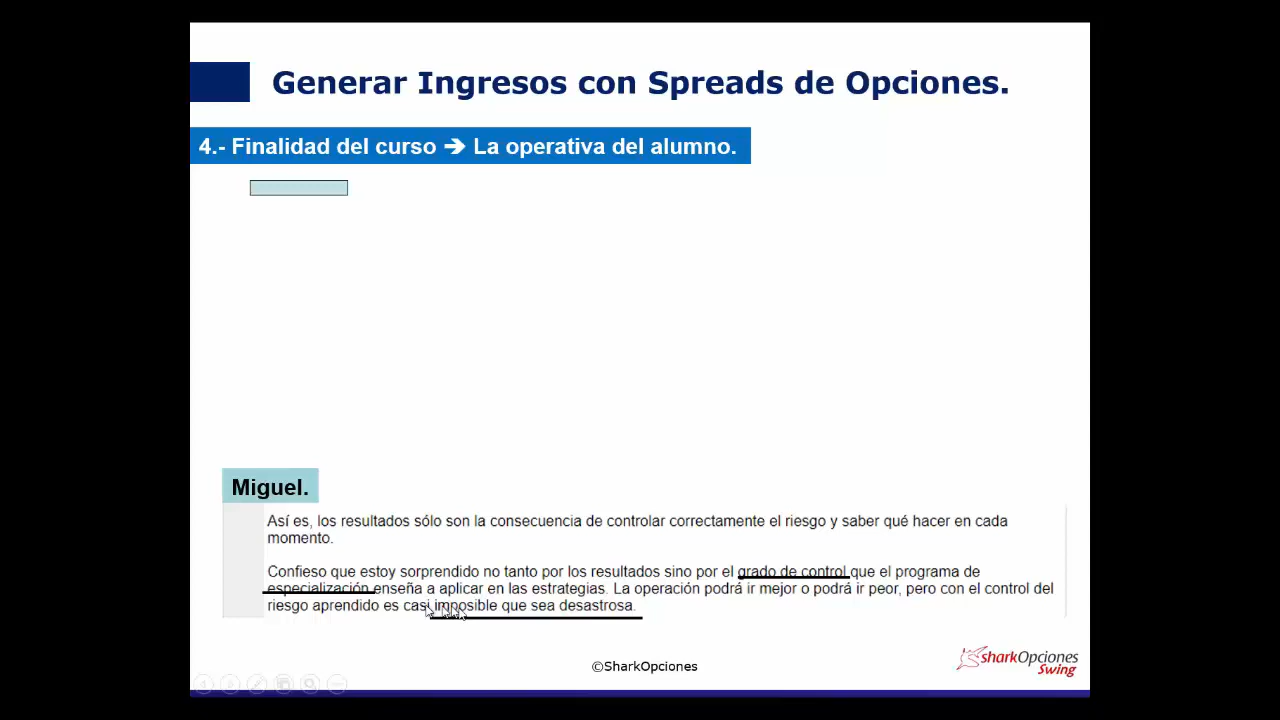 Generar Ingresos con Spreads de Opciones.
4.- Finalidad del curso ➔ La operativa del alumno.
Miguel.
Así es, los resultados sólo son la consecuencia de controlar correctamente el riesgo y saber qué hacer en cada
momento.
Confieso que estoy sorprendido no tanto por los resultados sino por el grado de control que el programa de
especialización enseña a aplicar en las estrategias. La operación podrá ir mejor o podrá ir peor, pero con el control del
riesgo aprendido es casi imposible que sea desastrosa.
©SharkOpciones
sharkOpciones
Swing